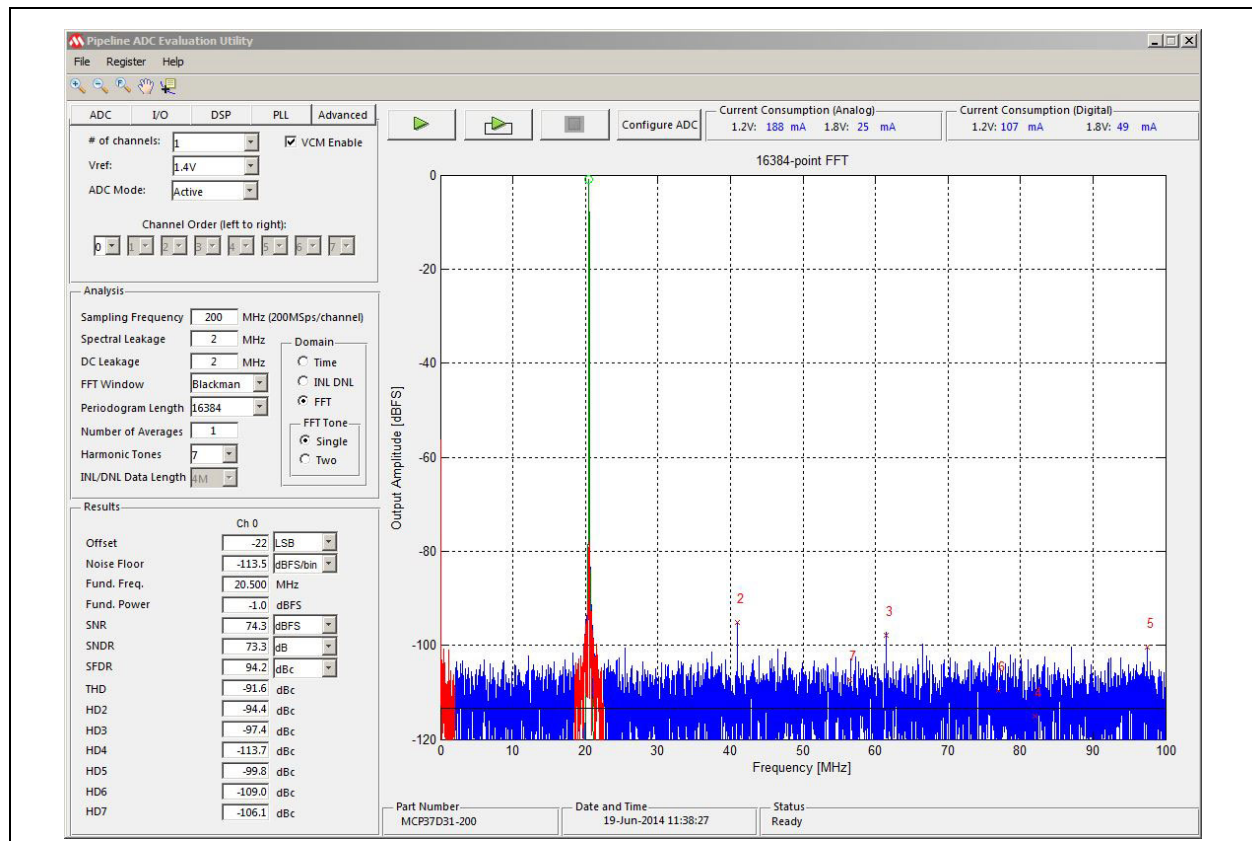 Pipeline ADC Evaluation Utility
File Register Help
ADC I/O DSP PLL Advanced
# of channels: 1 VCM Enable
Vref: 1.4V
ADC Mode: Active
Channel Order (left to right):
0 1 2 3 4 5 6 7
Configure ADC
Current Consumption (Analog)
1.2V: 188 mA 1.8V: 25 mA
Current Consumption (Digital)
1.2V: 107 mA 1.8V: 49 mA
Analysis
Sampling Frequency 200 MHz (200MSps/channel)
Spectral Leakage 2 MHz
DC Leakage 2 MHz
FFT Window Blackman
Periodogram Length 16384
Number of Averages 1
Harmonic Tones 7
INL/DNL Data Length 4M
Domain
Time
INL DNL
FFT
FFT Tone
Single
Two
Results
Ch 0
Offset -22 LSB
Noise Floor -113.5 dBFS/bin
Fund. Freq. 20.500 MHz
Fund. Power -1.0 dBFS
SNR 74.3 dBFS
SNDR 73.3 dB
SFDR 94.2 dBc
THD -91.6 dBc
HD2 -94.4 dBc
HD3 -97.4 dBc
HD4 -113.7 dBc
HD5 -99.8 dBc
HD6 -109.0 dBc
HD7 -106.1 dBc
16384-point FFT
Output Amplitude [dBFS]
0
-20
-40
-60
-80
-100
-120
2
3
5
7
6
4
0 10 20 30 40 50 60 70 80 90 100
Frequency [MHz]
Part Number
MCP37D31-200
Date and Time
19-Jun-2014 11:38:27
Status
Ready